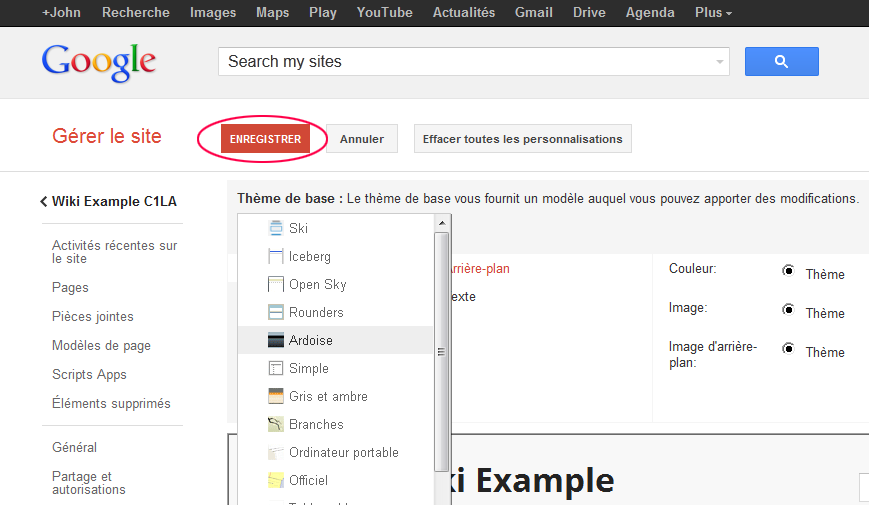 +John Recherche Images Maps Play YouTube Actualités Gmail Drive Agenda Plus
Google
Search my sites
Gérer le site
ENREGISTRER
Annuler
Effacer toutes les personnalisations
Wiki Example C1LA
Activités récentes sur
le site
Pages
Pièces jointes
Modèles de page
Scripts Apps
Éléments supprimés
Général
Partage et
autorisations
Thème de base : Le thème de base vous fournit un modèle auquel vous pouvez apporter des modifications.
Ski
Iceberg
Open Sky
Rounders
Ardoise
Simple
Gris et ambre
Branches
Ordinateur portable
Officiel
Arrière-plan
exte
Couleur:
Thème
Image:
Thème
Image d'arrière-
plan:
Thème
ki Example